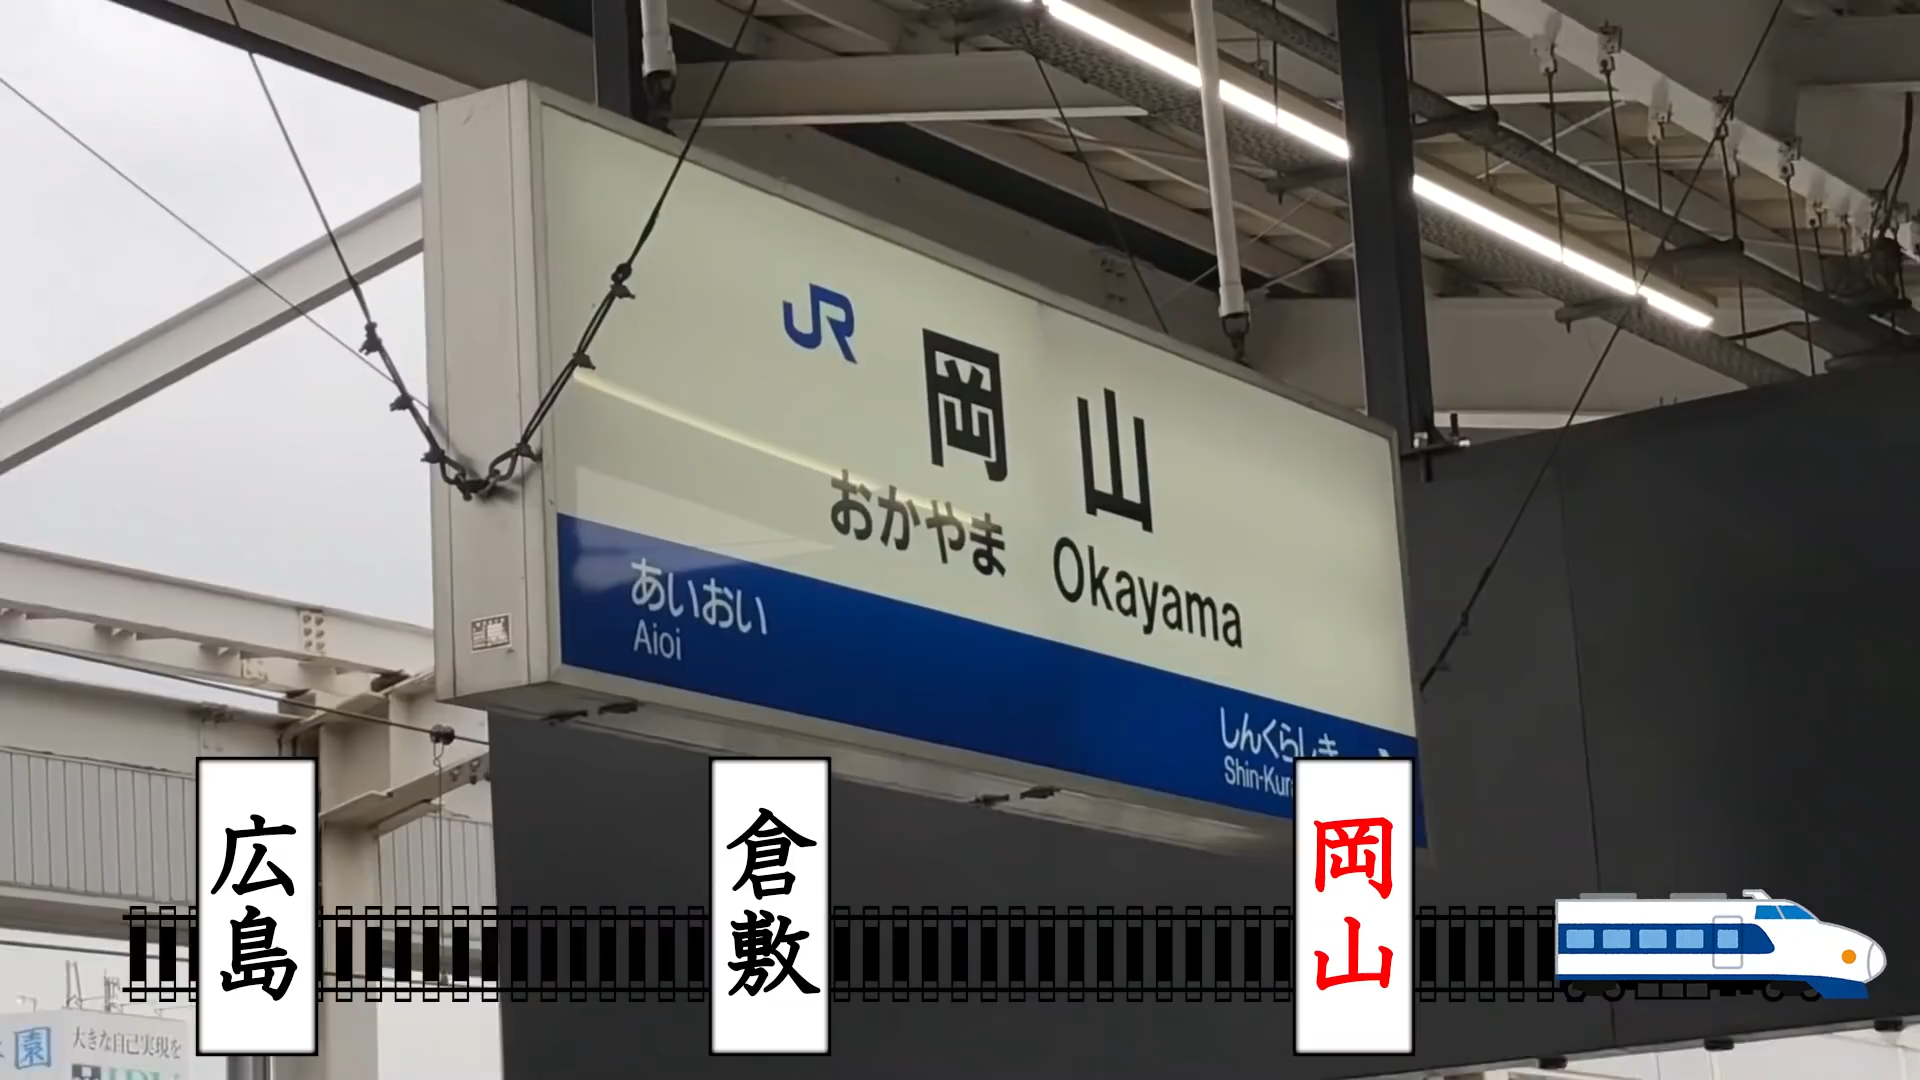 JR
岡山
おかやま Okayama
あいおい
Aioi
しんくらしき
Shin-Kur
広島
倉敷
岡山
園
大きな自己実現を